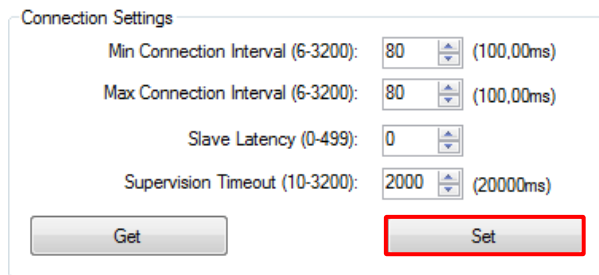 Connection Settings
Min Connection Interval (6-3200): 80 (100,00ms)
Max Connection Interval (6-3200): 80 (100,00ms)
Slave Latency (0-499): 0
Supervision Timeout (10-3200): 2000 (20000ms)
Get Set